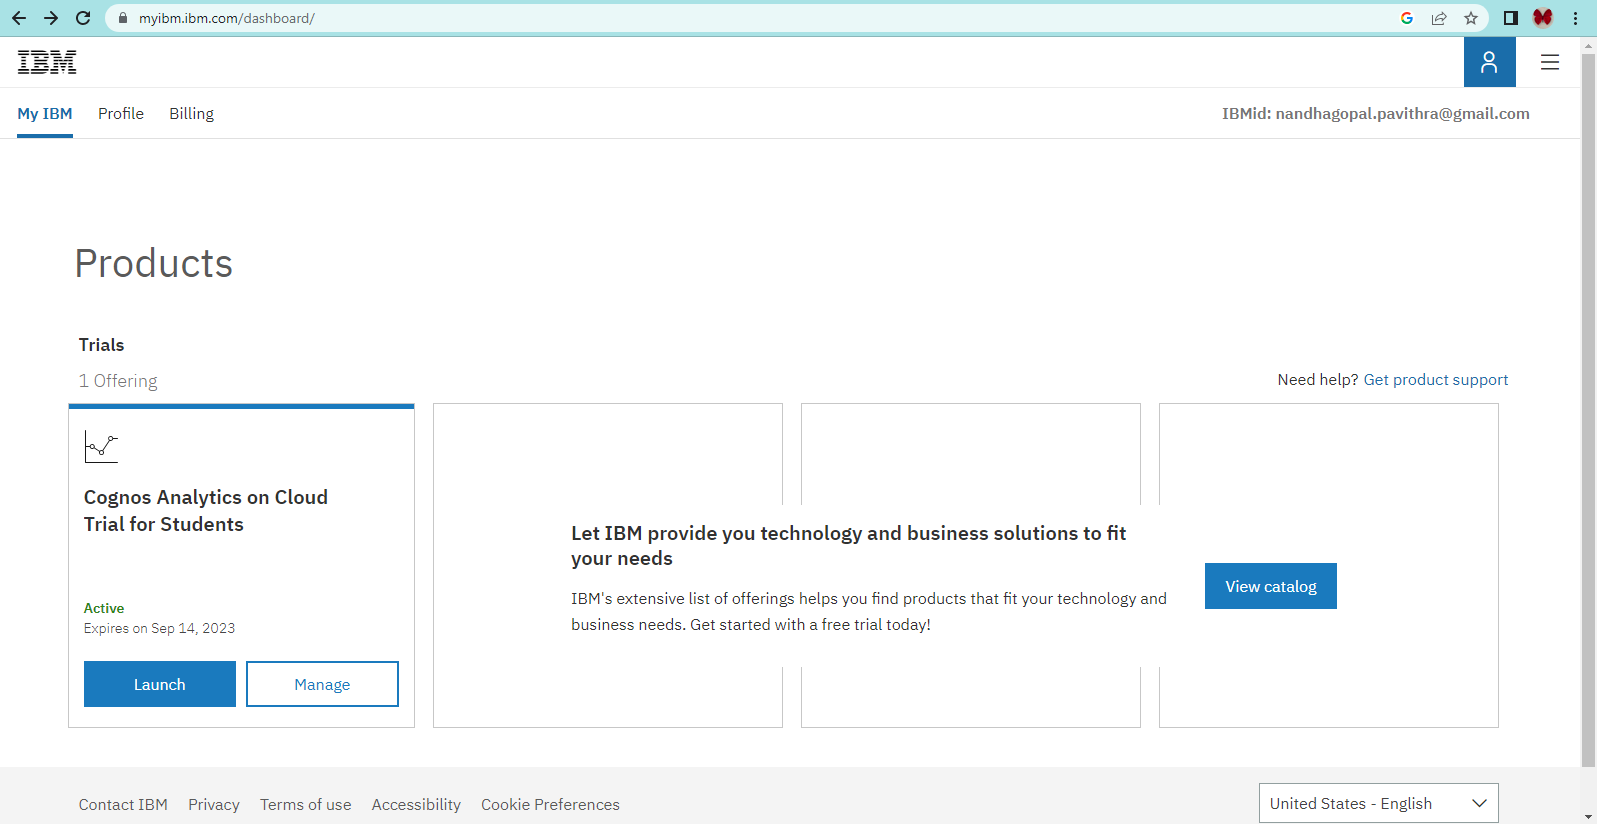 myibm.ibm.com/dashboard/
IBM
My IBM Profile Billing
IBMid: nandhagopal.pavithra@gmail.com
Products
Trials
1 Offering
Need help? Get product support
Cognos Analytics on Cloud
Trial for Students
Active
Expires on Sep 14, 2023
Launch Manage
Let IBM provide you technology and business solutions to fit
your needs
IBM's extensive list of offerings helps you find products that fit your technology and
business needs. Get started with a free trial today!
View catalog
Contact IBM Privacy Terms of use Accessibility Cookie Preferences
United States - English